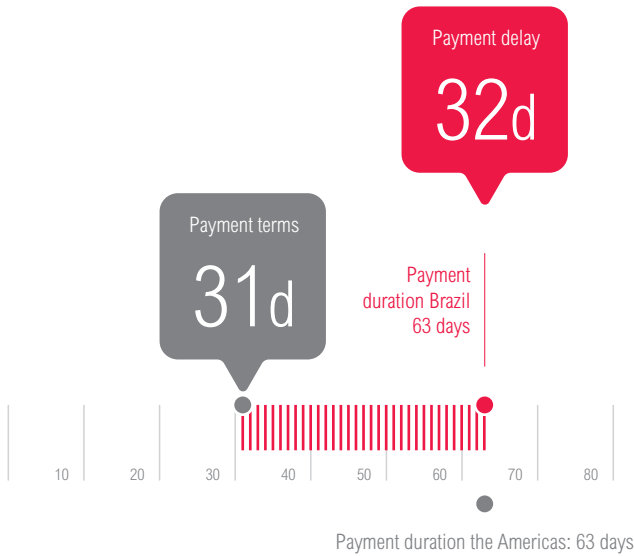 Payment delay
32d
Payment terms
31d
Payment
duration Brazil
63 days
10 20 30 40 50 60 70 80
Payment duration the Americas: 63 days